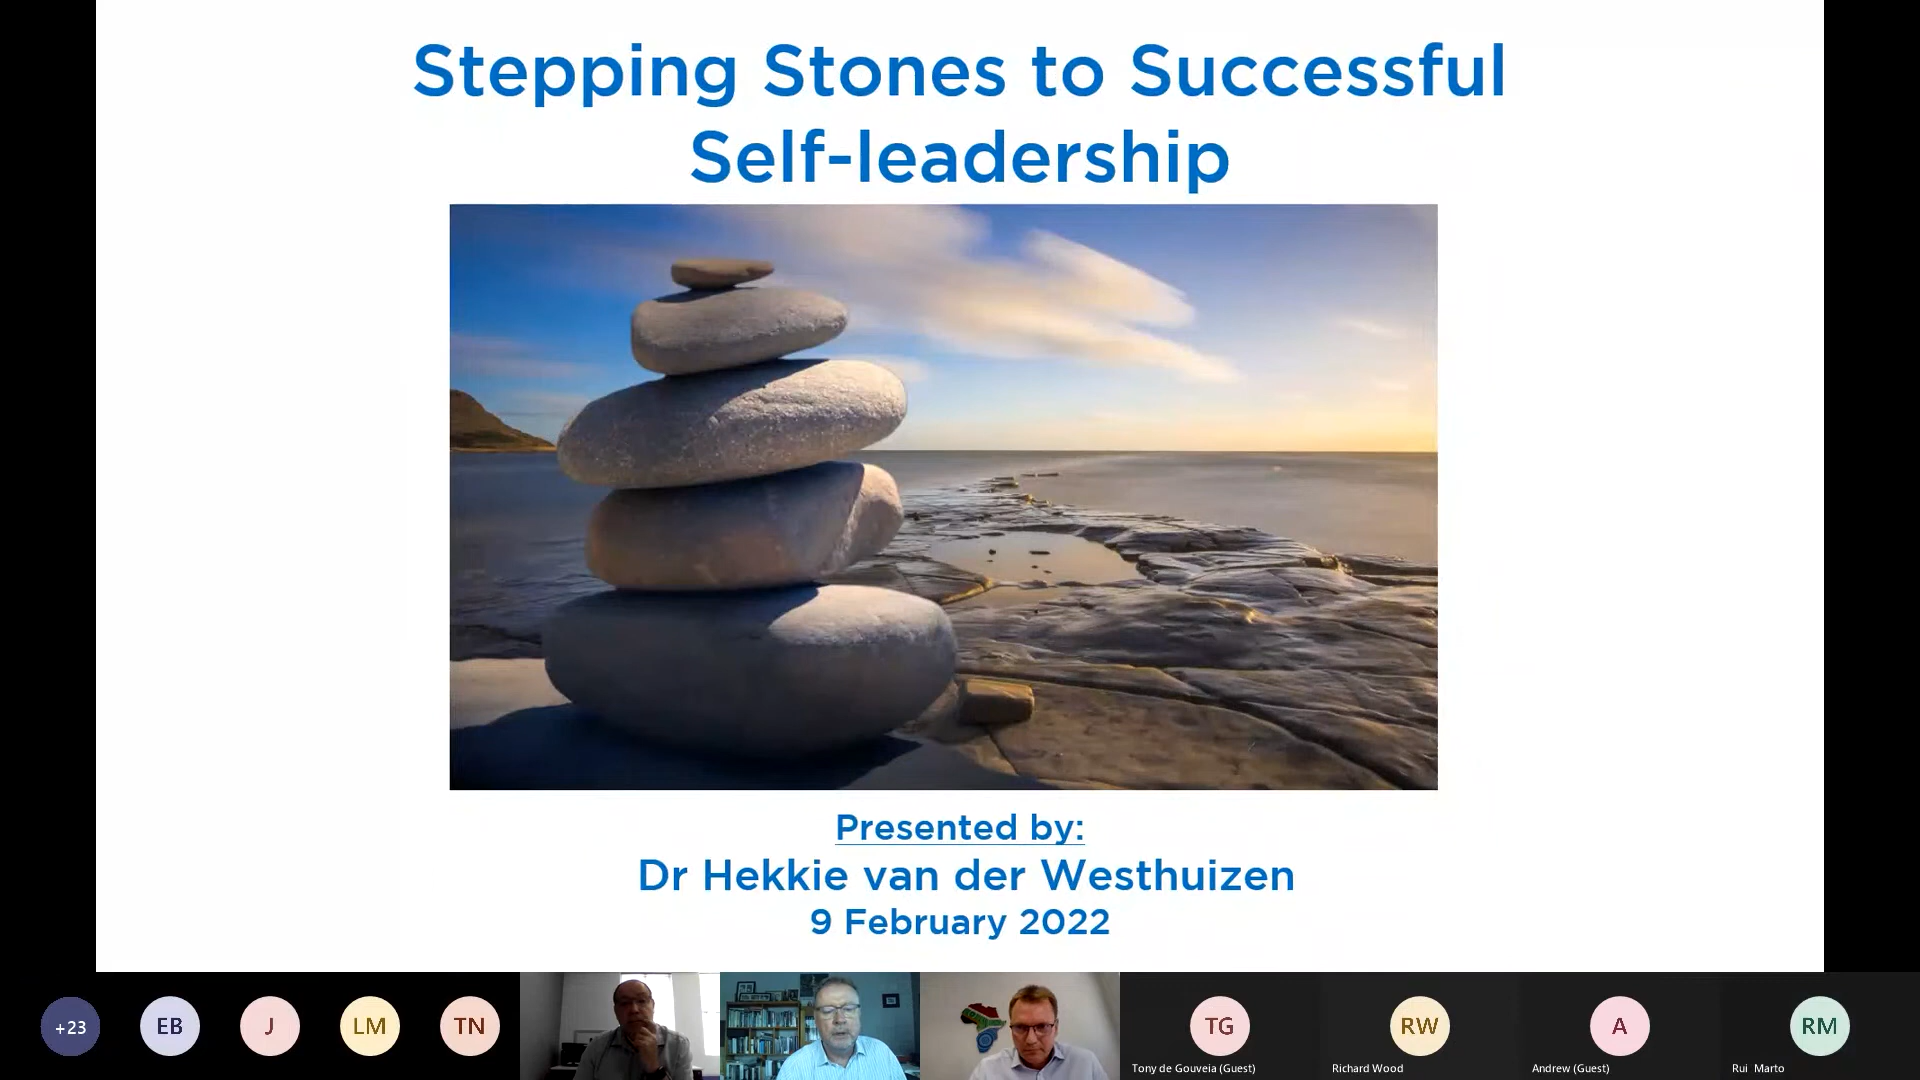 Stepping Stones to Successful
Self-leadership
Presented by:
Dr Hekkie van der Westhuizen
9 February 2022
+23
EB
J
LM
TN
TG
RW
A
RM
Tony de Gouveia (Guest)
Richard Wood
Andrew (Guest)
Rui Marto